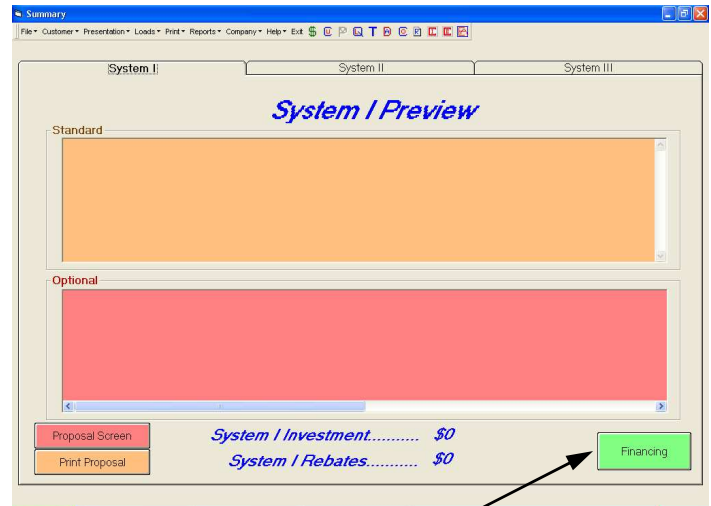 Summary
File Customer Presentation Loads Print Reports Company Help Exit
System I System II System III
System I Preview
Standard
Optional
Proposal Screen
System I Investment.......... $0
Print Proposal
System I Rebates.......... $0
Financing